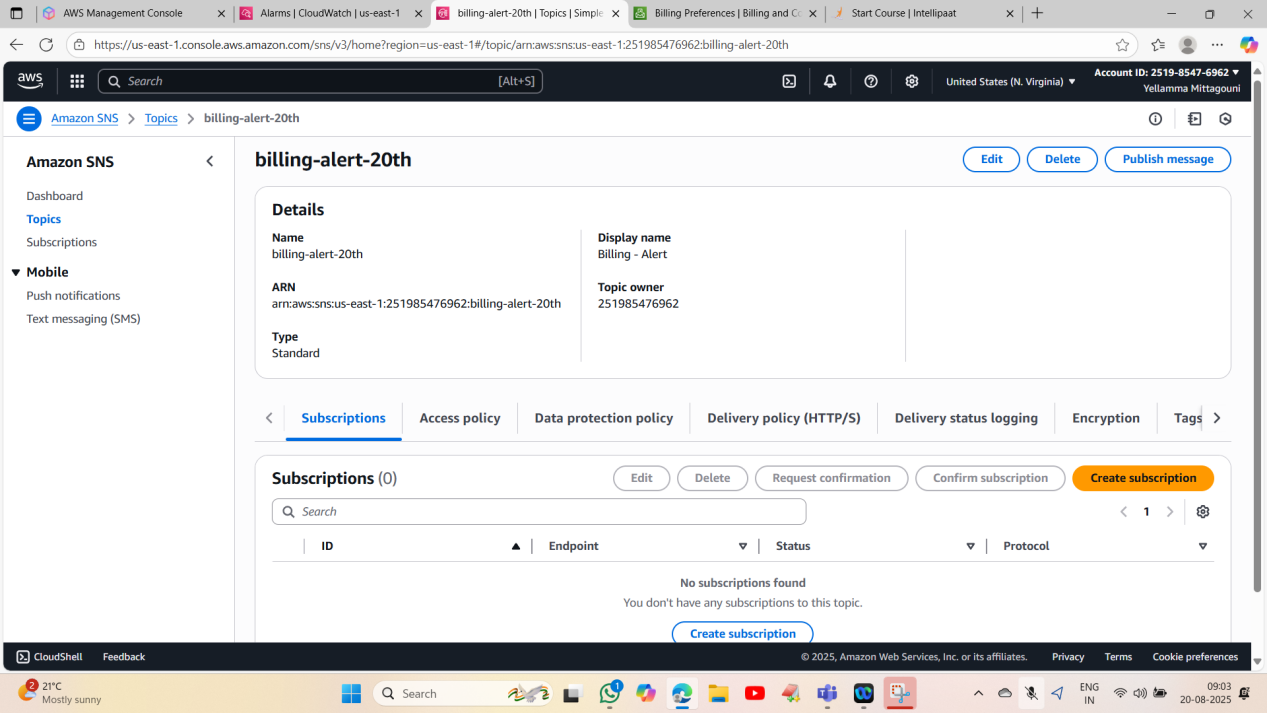 AWS Management Console
Alarms | CloudWatch | us-east-1
billing-alert-20th | Topics | Simple
Billing Preferences | Billing and Co
Start Course | Intellipaat
https://us-east-1.console.aws.amazon.com/sns/v3/home?region=us-east-1#/topic/arn:aws:sns:us-east-1:251985476962:billing-alert-20th
aws
Search
[Alt+S]
United States (N. Virginia)
Account ID: 2519-8547-6962
Yellamma Mittagouni
Amazon SNS
Topics
billing-alert-20th
Amazon SNS
Dashboard
Topics
Subscriptions
Mobile
Push notifications
Text messaging (SMS)
billing-alert-20th
Edit
Delete
Publish message
Details
Name
billing-alert-20th
ARN
arn:aws:sns:us-east-1:251985476962:billing-alert-20th
Type
Standard
Display name
Billing - Alert
Topic owner
251985476962
Subscriptions
Access policy
Data protection policy
Delivery policy (HTTP/S)
Delivery status logging
Encryption
Tags
Subscriptions (0)
Edit
Delete
Request confirmation
Confirm subscription
Create subscription
Search
1
ID
Endpoint
Status
Protocol
No subscriptions found
You don't have any subscriptions to this topic.
Create subscription
CloudShell
Feedback
© 2025, Amazon Web Services, Inc. or its affiliates.
Privacy
Terms
Cookie preferences
2
21°C
Mostly sunny
Search
1
ENG
IN
09:03
20-08-2025